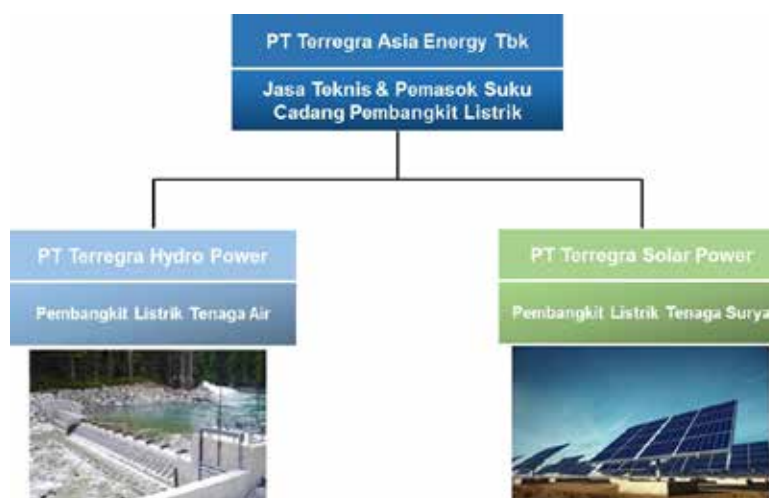 PT Terregra Asia Energy Tbk
Jasa Teknis & Pemasok Suku
Cadang Pembangkit Listrik
PT Terregra Hydro Power
PT Terregra Solar Power
Pembangkit Listrik Tenaga Air
Pembangkit Listrik Tenaga Surya